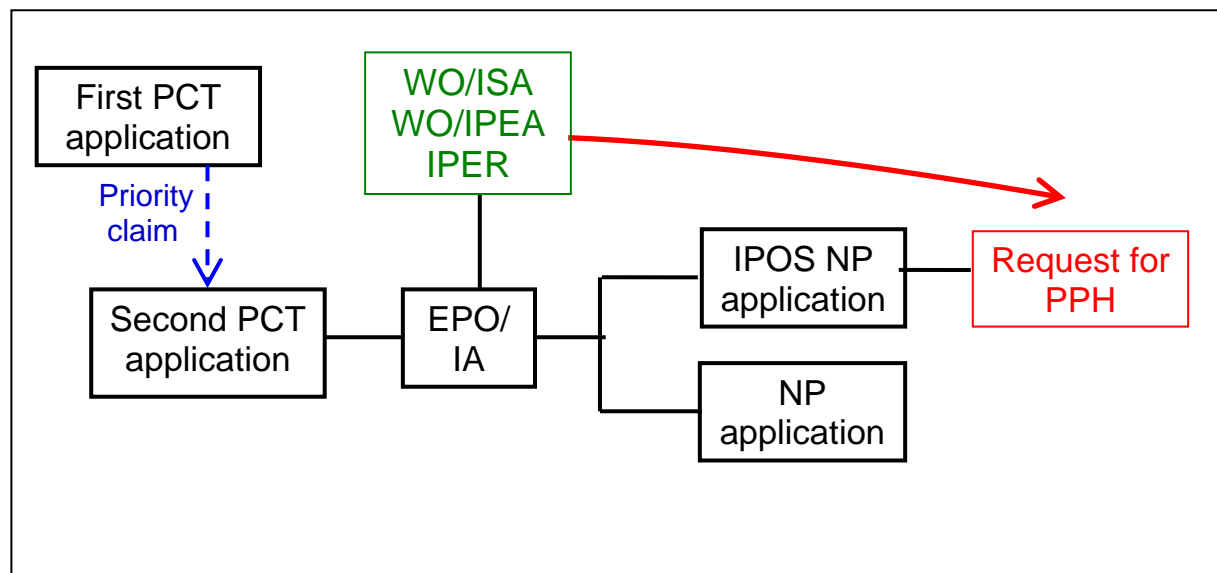 First PCT
application
WO/ISA
WO/IPEA
IPER
Priority
claim
Second PCT
application
EPO/
IA
IPOS NP
application
Request for
PPH
NP
application